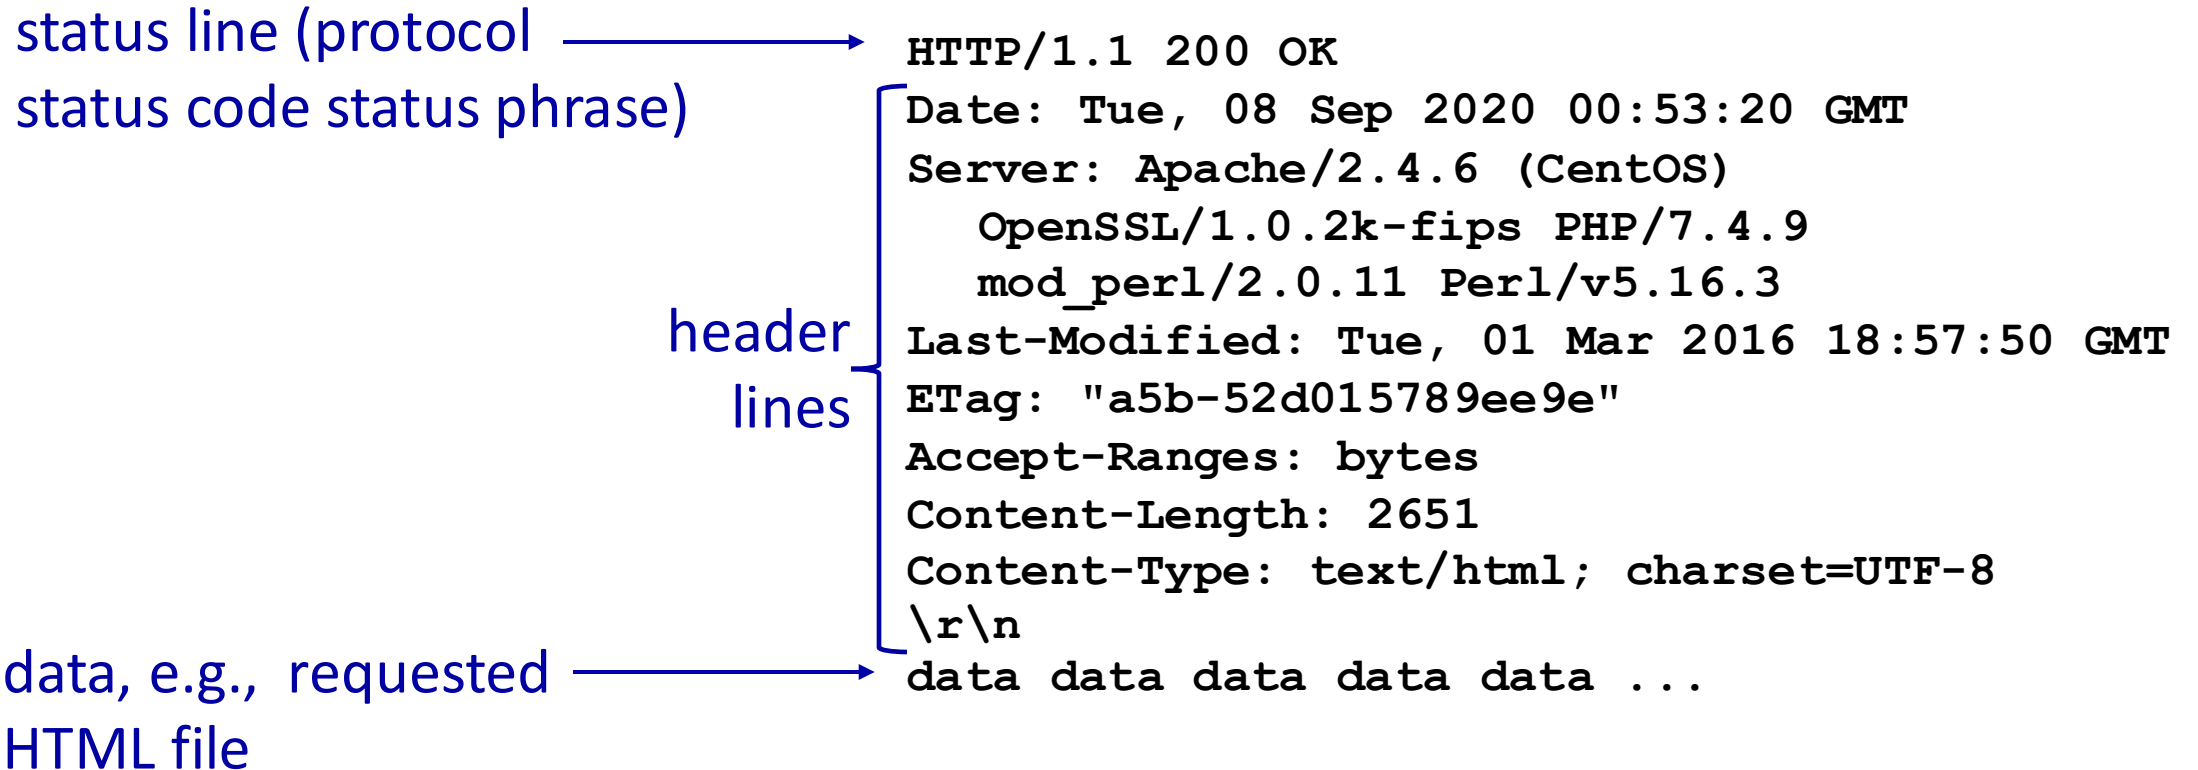 status line (protocol
status code status phrase)
HTTP/1.1 200 OK
Date: Tue, 08 Sep 2020 00:53:20 GMT
Server: Apache/2.4.6 (CentOS)
OpenSSL/1.0.2k-fips PHP/7.4.9
mod_perl/2.0.11 Perl/v5.16.3
header
lines
Last-Modified: Tue, 01 Mar 2016 18:57:50 GMT
ETag: "a5b-52d015789ee9e"
Accept-Ranges: bytes
Content-Length: 2651
Content-Type: text/html; charset=UTF-8
\r\n
data, e.g., requested
HTML file
data data data data data ...